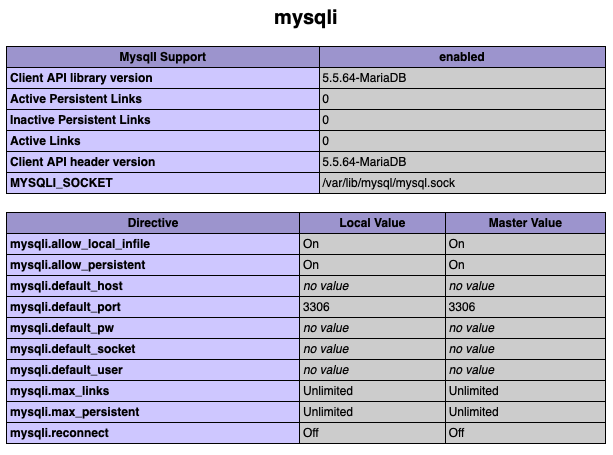 mysqli
MysqlI Support enabled
Client API library version 5.5.64-MariaDB
Active Persistent Links 0
Inactive Persistent Links 0
Active Links 0
Client API header version 5.5.64-MariaDB
MYSQLI_SOCKET /var/lib/mysql/mysql.sock
Directive Local Value Master Value
mysqli.allow_local_infile On On
mysqli.allow_persistent On On
mysqli.default_host no value no value
mysqli.default_port 3306 3306
mysqli.default_pw no value no value
mysqli.default_socket no value no value
mysqli.default_user no value no value
mysqli.max_links Unlimited Unlimited
mysqli.max_persistent Unlimited Unlimited
mysqli.reconnect Off Off